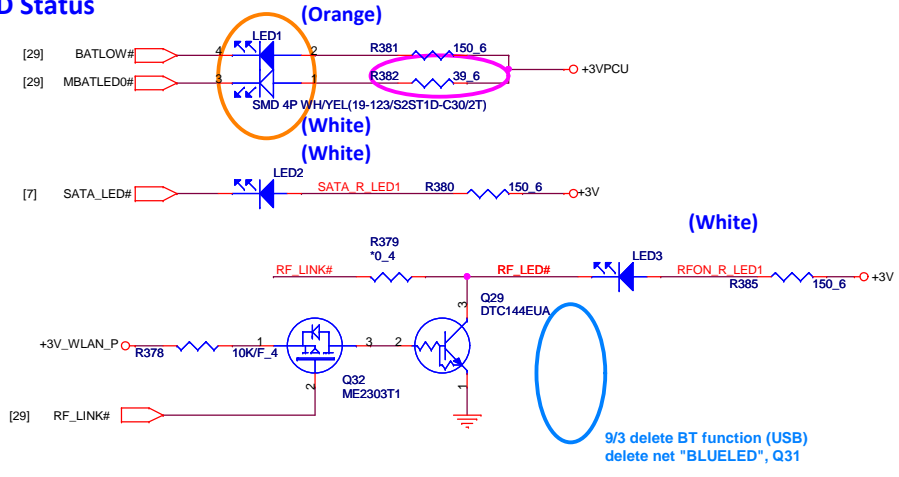 D Status
(Orange)
LED1
[29] BATLOW# 4 2 R381 150_6
+3VPCU
[29] MBATLED0# 3 1 R382 39_6
SMD 4P WH/YEL(19-123/S2ST1D-C30/2T)
(White)
(White)
LED2
[7] SATA_LED# SATA_R_LED1 R380 150_6 +3V
(White)
R379
*0_4
LED3
RF_LINK# RF_LED# RFON_R_LED1 +3V
R385 150_6
Q29
DTC144EUA
3
+3V_WLAN_P R378 10K/F_4 1 3 2
Q32
ME2303T1
2 1
[29] RF_LINK#
9/3 delete BT function (USB)
delete net "BLUELED", Q31